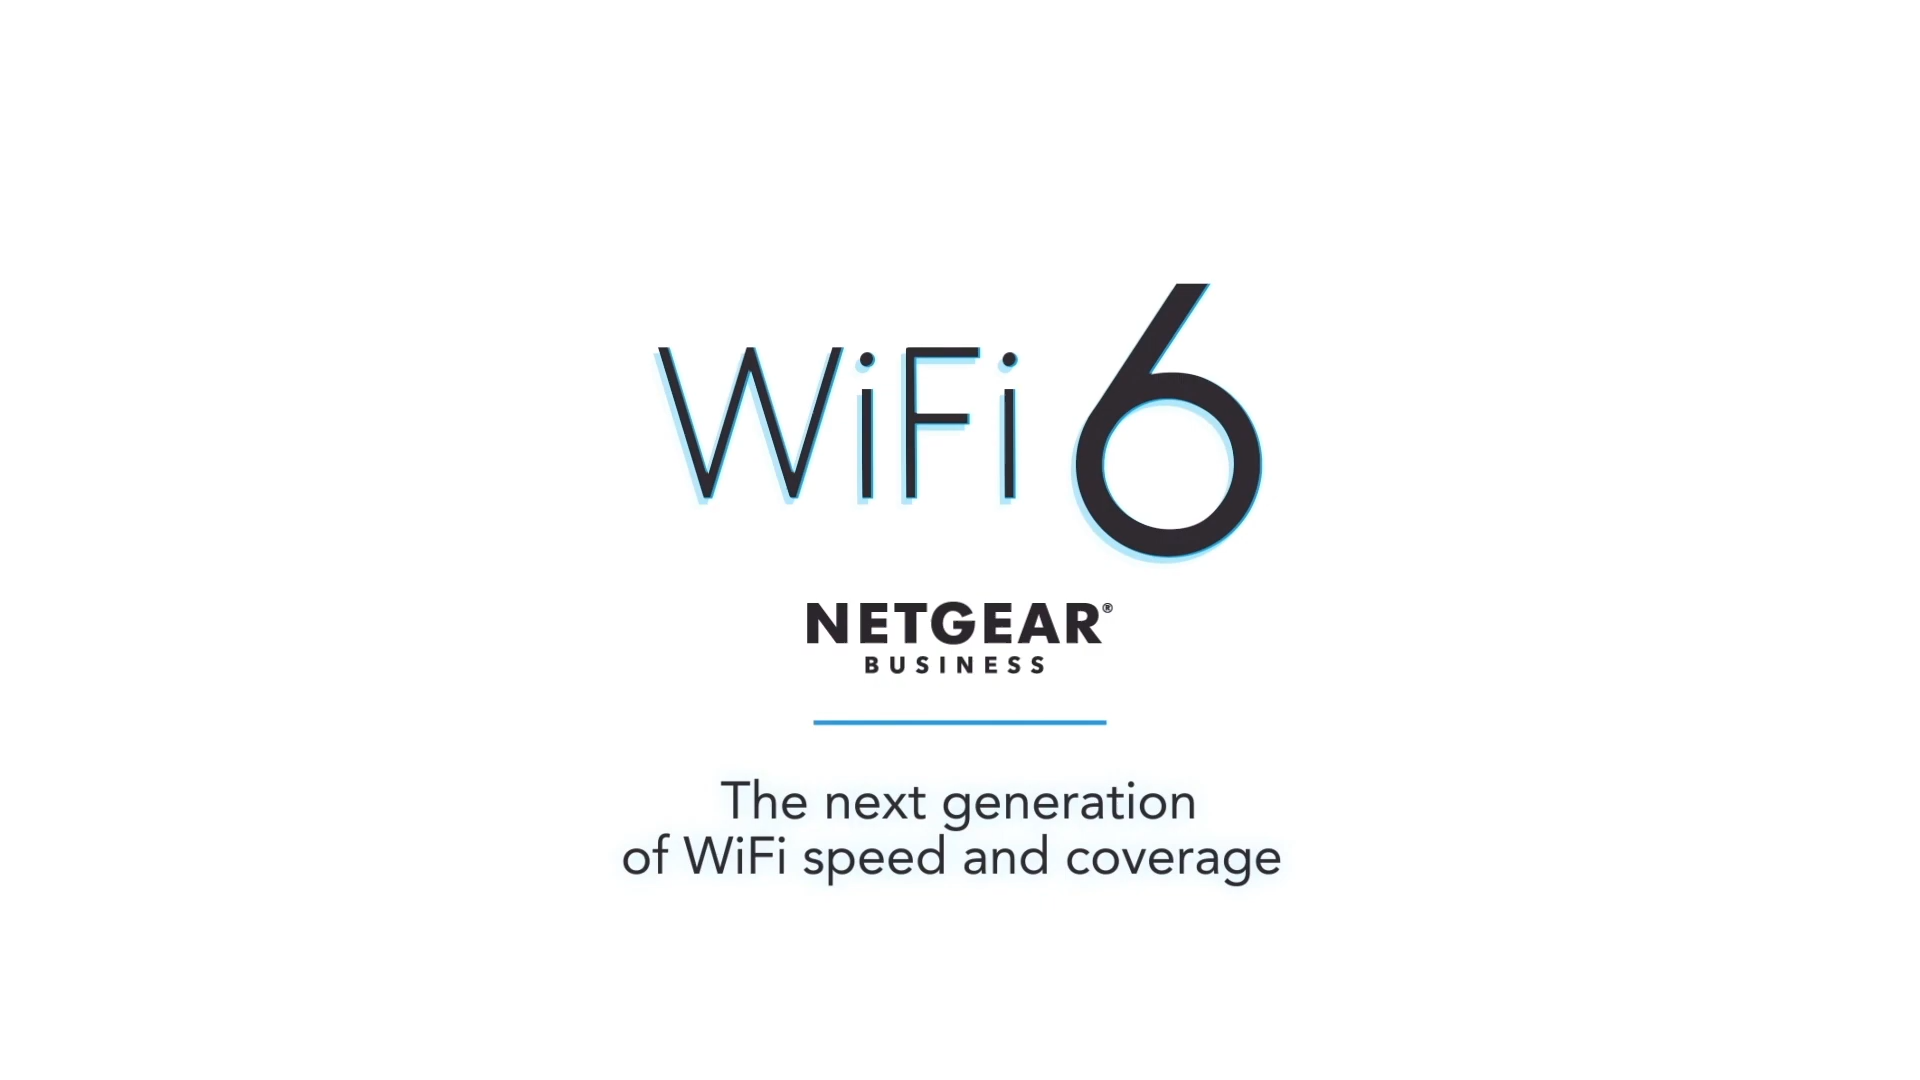 WiFi 6
NETGEAR®
BUSINESS
The next generation
of WiFi speed and coverage